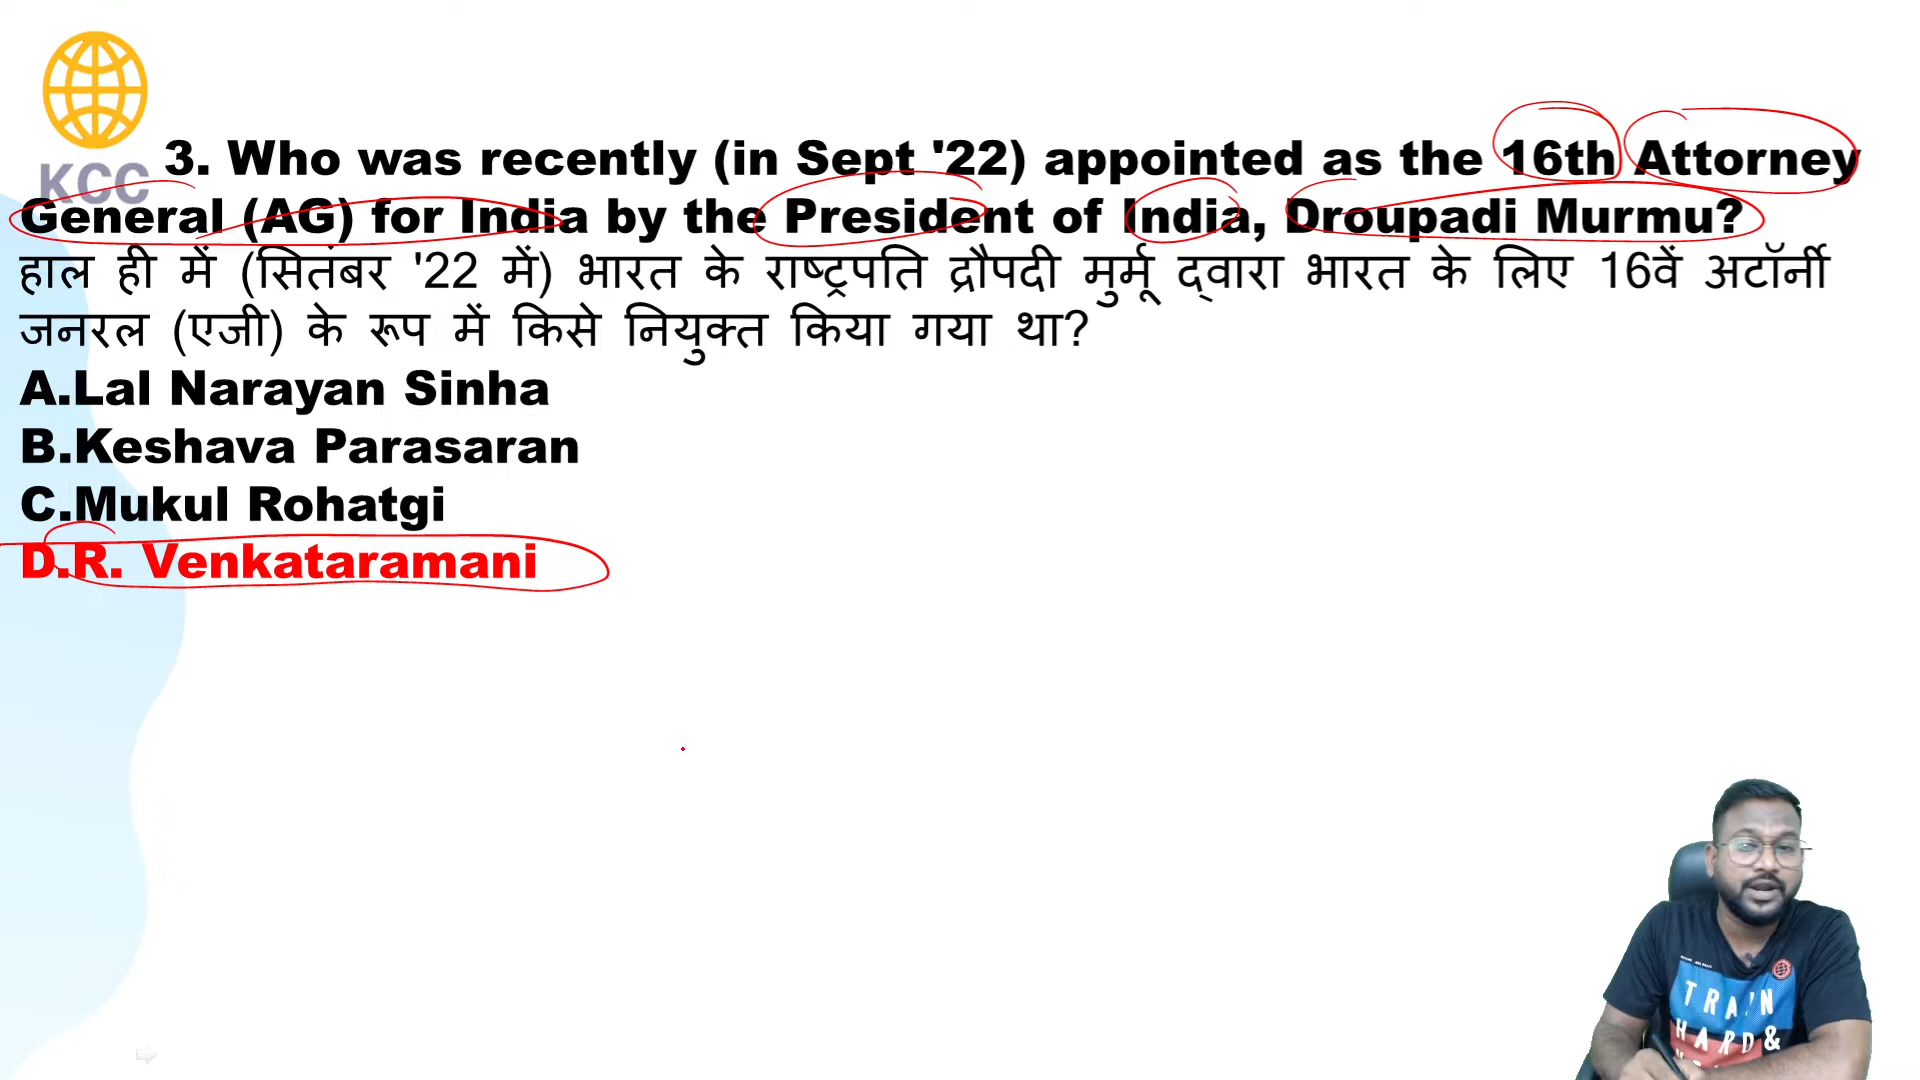 KCC
3. Who was recently (in Sept '22) appointed as the 16th Attorney
General (AG) for India by the President of India, Droupadi Murmu?
हाल ही में (सितंबर '22 में) भारत के राष्ट्रपति द्रौपदी मुर्मू द्वारा भारत के लिए 16वें अटॉर्नी
जनरल (एजी) के रूप में किसे नियुक्त किया गया था?
A.Lal Narayan Sinha
B.Keshava Parasaran
C.Mukul Rohatgi
D.R. Venkataramani
TRA N
HARD&